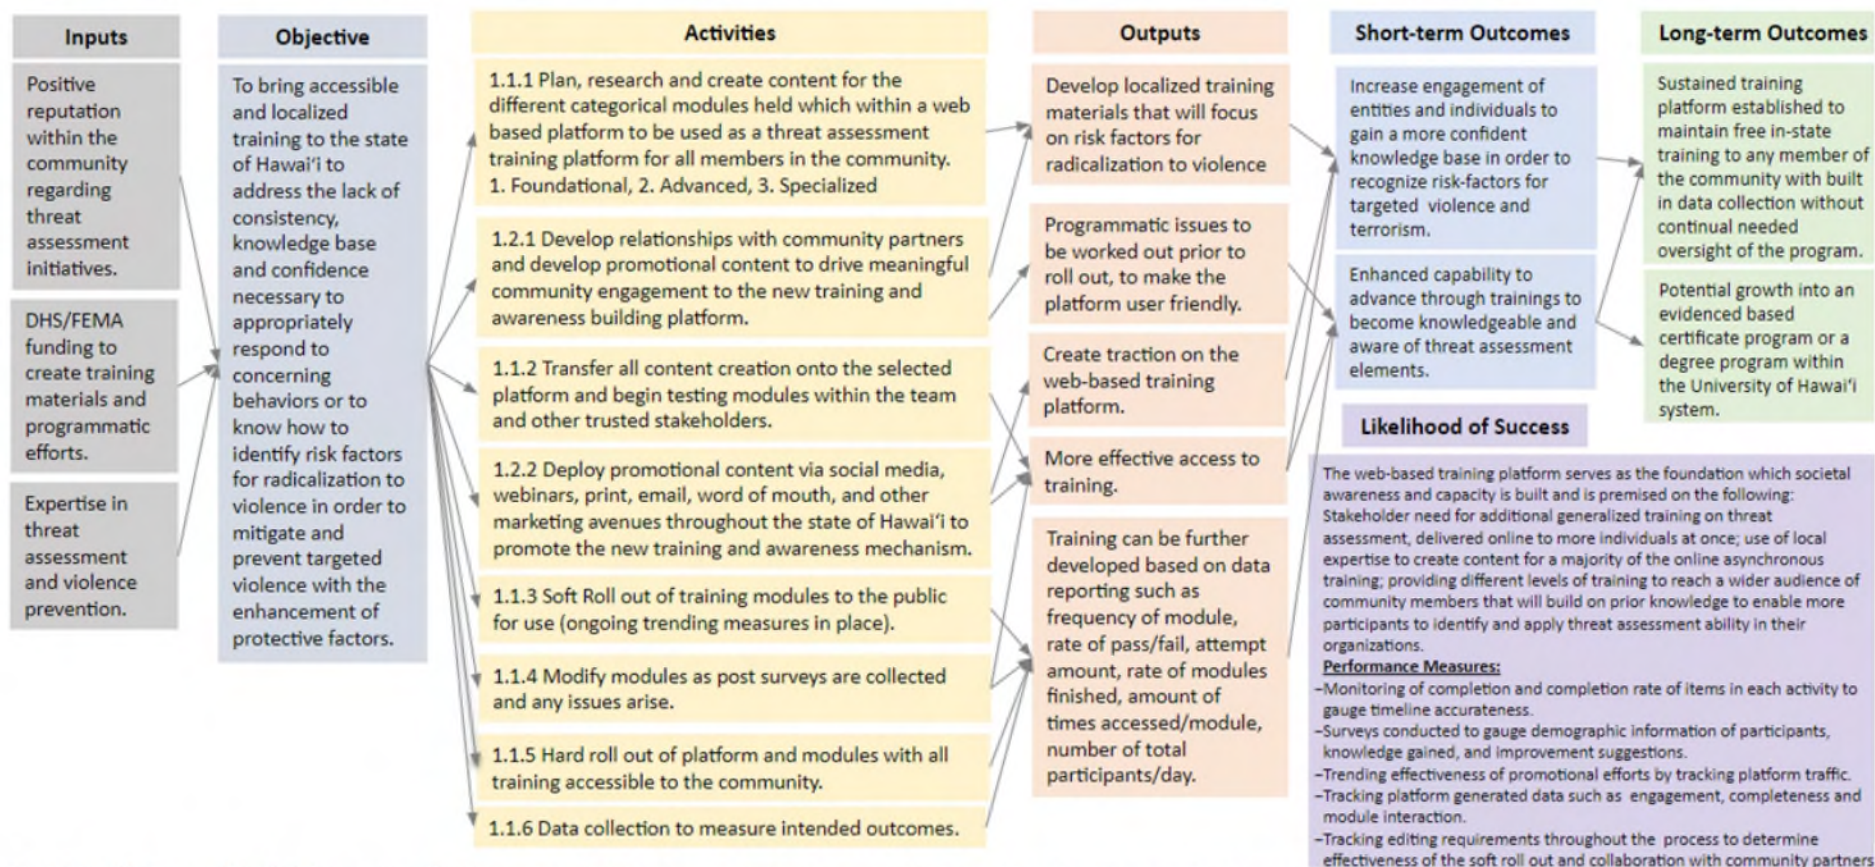 Inputs
Positive
reputation
within the
community
regarding
threat
assessment
initiatives.
DHS/FEMA
funding to
create training
materials and
programmatic
efforts.
Expertise in
threat
assessment
and violence
prevention.
Objective
To bring accessible
and localized
training to the state
of Hawai‘i to
address the lack of
consistency,
knowledge base
and confidence
necessary to
appropriately
respond to
concerning
behaviors or to
know how to
identify risk factors
for radicalization to
violence in order to
mitigate and
prevent targeted
violence with the
enhancement of
protective factors.
Activities
1.1.1 Plan, research and create content for the
different categorical modules held which within a web
based platform to be used as a threat assessment
training platform for all members in the community.
1. Foundational, 2. Advanced, 3. Specialized
1.2.1 Develop relationships with community partners
and develop promotional content to drive meaningful
community engagement to the new training and
awareness building platform.
1.1.2 Transfer all content creation onto the selected
platform and begin testing modules within the team
and other trusted stakeholders.
1.2.2 Deploy promotional content via social media,
webinars, print, email, word of mouth, and other
marketing avenues throughout the state of Hawai‘i to
promote the new training and awareness mechanism.
1.1.3 Soft Roll out of training modules to the public
for use (ongoing trending measures in place).
1.1.4 Modify modules as post surveys are collected
and any issues arise.
1.1.5 Hard roll out of platform and modules with all
training accessible to the community.
1.1.6 Data collection to measure intended outcomes.
Outputs
Develop localized training
materials that will focus
on risk factors for
radicalization to violence
Programmatic issues to
be worked out prior to
roll out, to make the
platform user friendly.
Create traction on the
web-based training
platform.
More effective access to
training.
Training can be further
developed based on data
reporting such as
frequency of module,
rate of pass/fail, attempt
amount, rate of modules
finished, amount of
times accessed/module,
number of total
participants/day.
Short-term Outcomes
Increase engagement of
entities and individuals to
gain a more confident
knowledge base in order to
recognize risk-factors for
targeted violence and
terrorism.
Enhanced capability to
advance through trainings to
become knowledgeable and
aware of threat assessment
elements.
Long-term Outcomes
Sustained training
platform established to
maintain free in-state
training to any member of
the community with built
in data collection without
continual needed
oversight of the program.
Potential growth into an
evidenced based
certificate program or a
degree program within
the University of Hawai‘i
system.
Likelihood of Success
The web-based training platform serves as the foundation which societal
awareness and capacity is built and is premised on the following:
Stakeholder need for additional generalized training on threat
assessment, delivered online to more individuals at once; use of local
expertise to create content for a majority of the online asynchronous
training; providing different levels of training to reach a wider audience of
community members that will build on prior knowledge to enable more
participants to identify and apply threat assessment ability in their
organizations.
Performance Measures:
–Monitoring of completion and completion rate of items in each activity to
gauge timeline accurateness.
–Surveys conducted to gauge demographic information of participants,
knowledge gained, and improvement suggestions.
–Trending effectiveness of promotional efforts by tracking platform traffic.
–Tracking platform generated data such as engagement, completeness and
module interaction.
–Tracking editing requirements throughout the process to determine
effectiveness of the soft roll out and collaboration with community partners